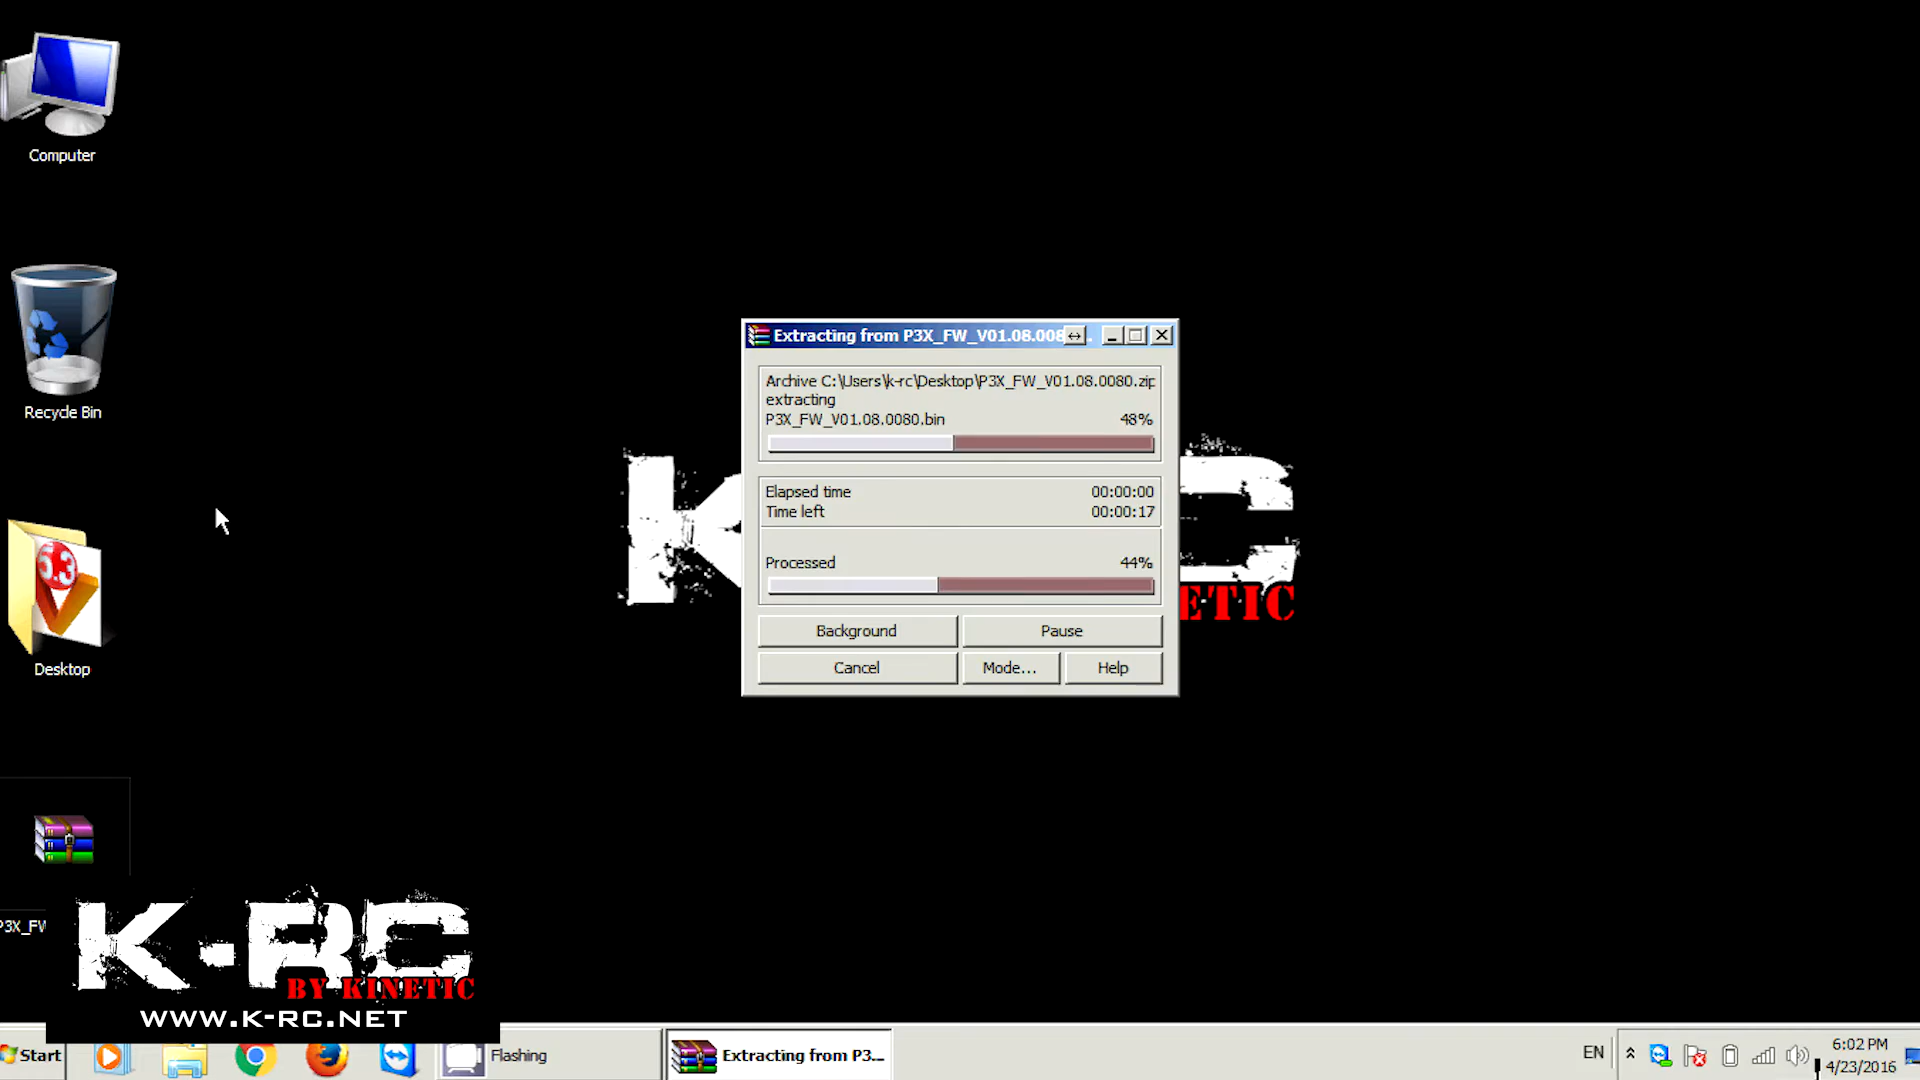 Computer
Recycle Bin
5.3
Desktop
P3X_FW
Extracting from P3X_FW_V01.08.008
Archive C:\Users\k-rc\Desktop\P3X_FW_V01.08.0080.zip
extracting
P3X_FW_V01.08.0080.bin 48%
Elapsed time 00:00:00
Time left 00:00:17
Processed 44%
Background Pause
Cancel Mode... Help
ETIC
K-RC
BY KINETIC
WWW.K-RC.NET
Start Flashing Extracting from P3... EN 6:02 PM
4/23/2016